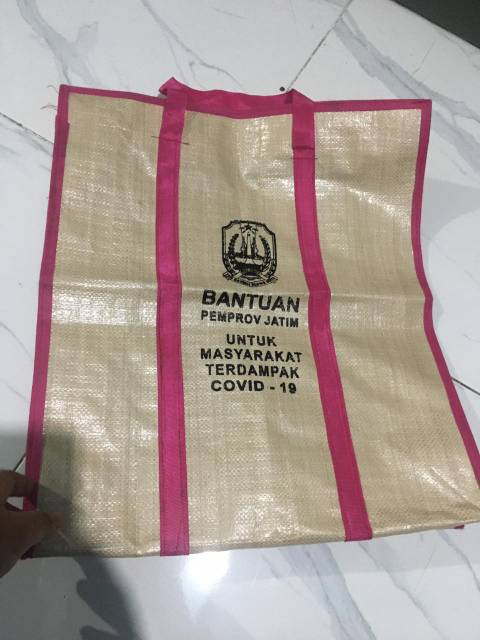 BANTUAN
PEMPROV JATIM
UNTUK
MASYARAKAT
TERDAMPAK
COVID - 19